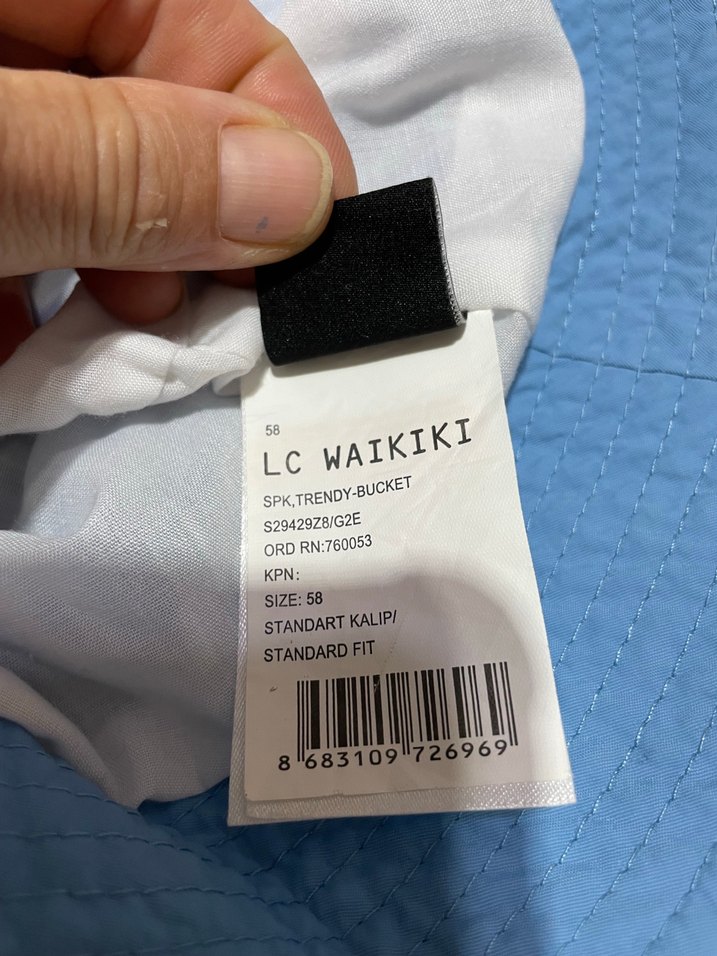 58
LC WAIKIKI
SPK,TRENDY-BUCKET
S29429Z8/G2E
ORD RN:760053
KPN:
SIZE: 58
STANDART KALIP/
STANDARD FIT
8 683109 726969